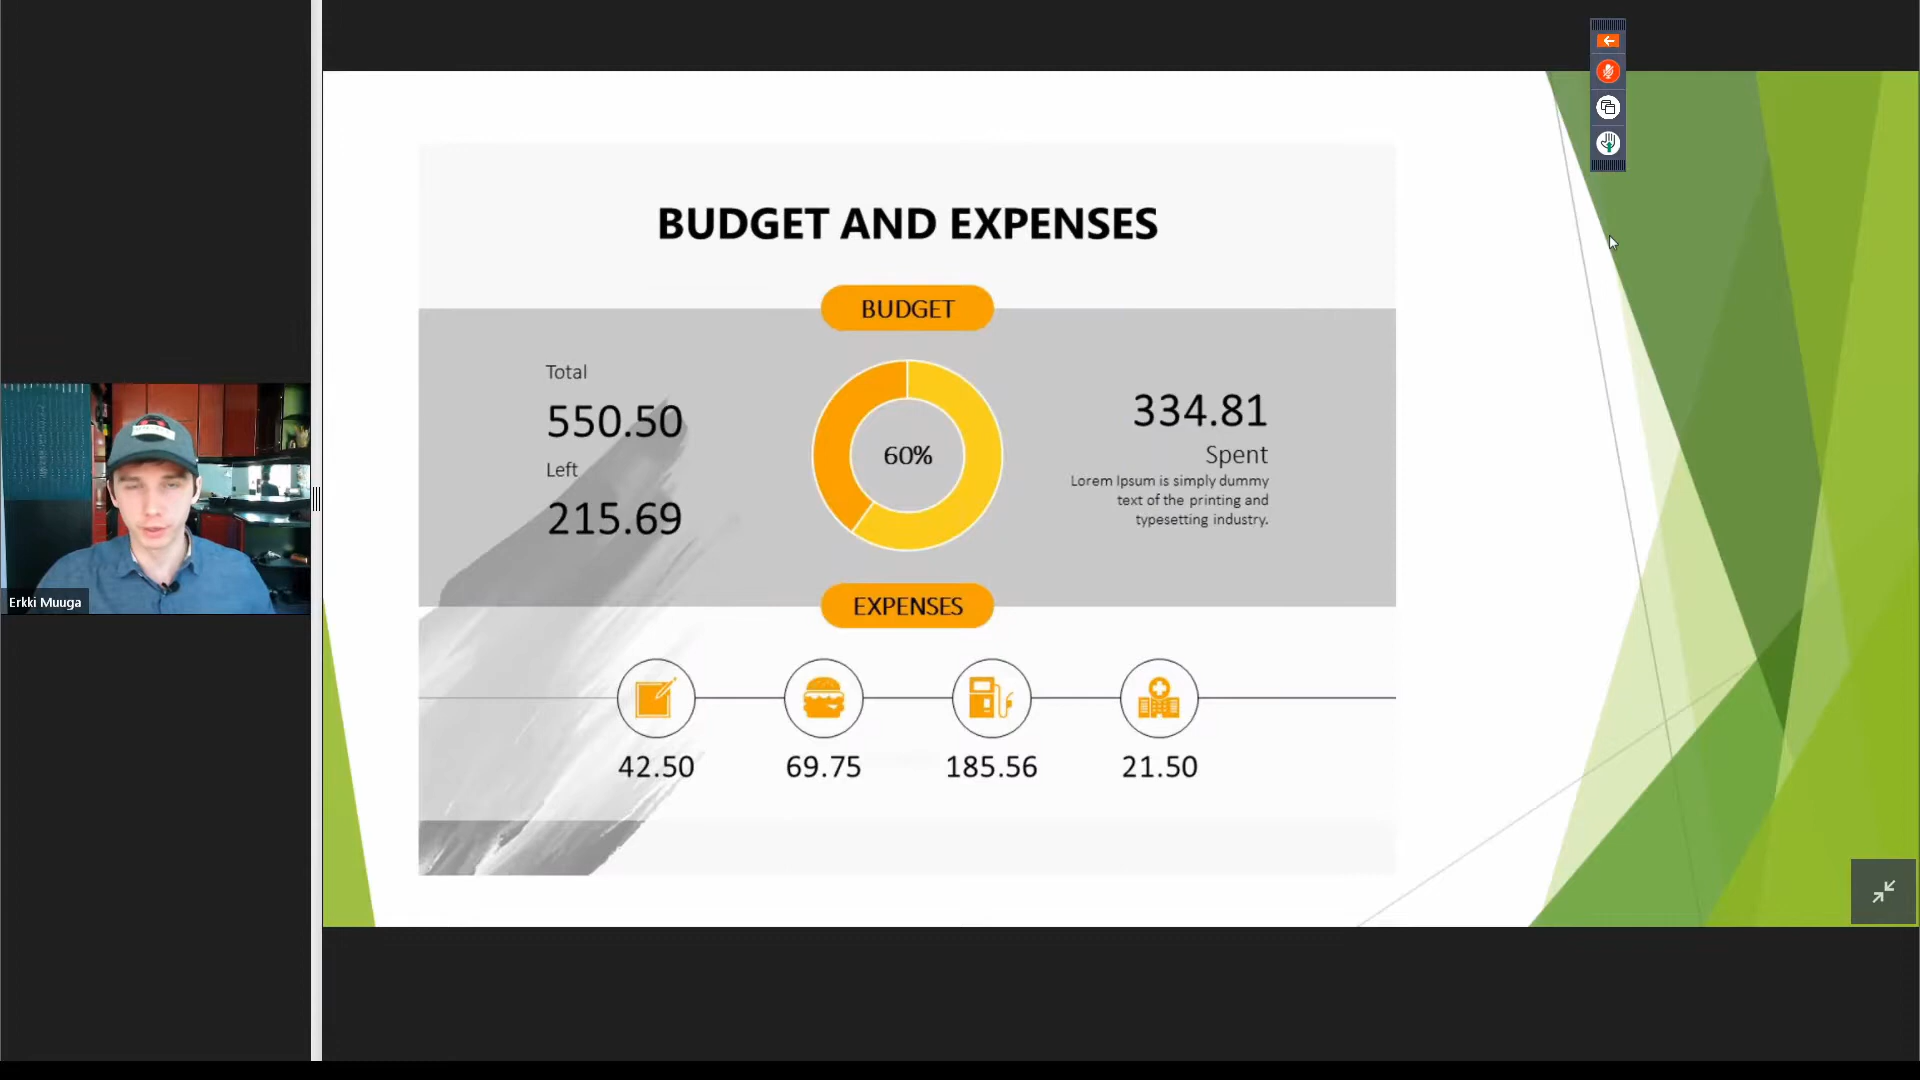 BUDGET AND EXPENSES
BUDGET
Total
550.50
Left
215.69
60%
334.81
Spent
Lorem Ipsum is simply dummy
text of the printing and
typesetting industry.
EXPENSES
42.50
69.75
185.56
21.50
Erkki Muuga